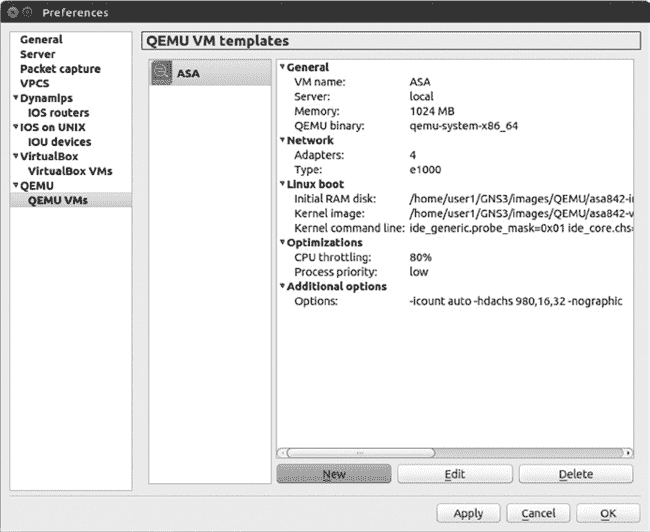 Preferences
General
Server
Packet capture
VPCS
Dynamips
IOS routers
IOS on UNIX
IOU devices
VirtualBox
VirtualBox VMs
QEMU
QEMU VMs
QEMU VM templates
ASA
General
VM name: ASA
Server: local
Memory: 1024 MB
QEMU binary: qemu-system-x86_64
Network
Adapters: 4
Type: e1000
Linux boot
Initial RAM disk: /home/user1/GNS3/images/QEMU/asa842-i
Kernel image: /home/user1/GNS3/images/QEMU/asa842-v
Kernel command line: ide_generic.probe_mask=0x01 ide_core.chs=
Optimizations
CPU throttling: 80%
Process priority: low
Additional options
Options: -icount auto -hdachs 980,16,32 -nographic
New Edit Delete
Apply Cancel OK